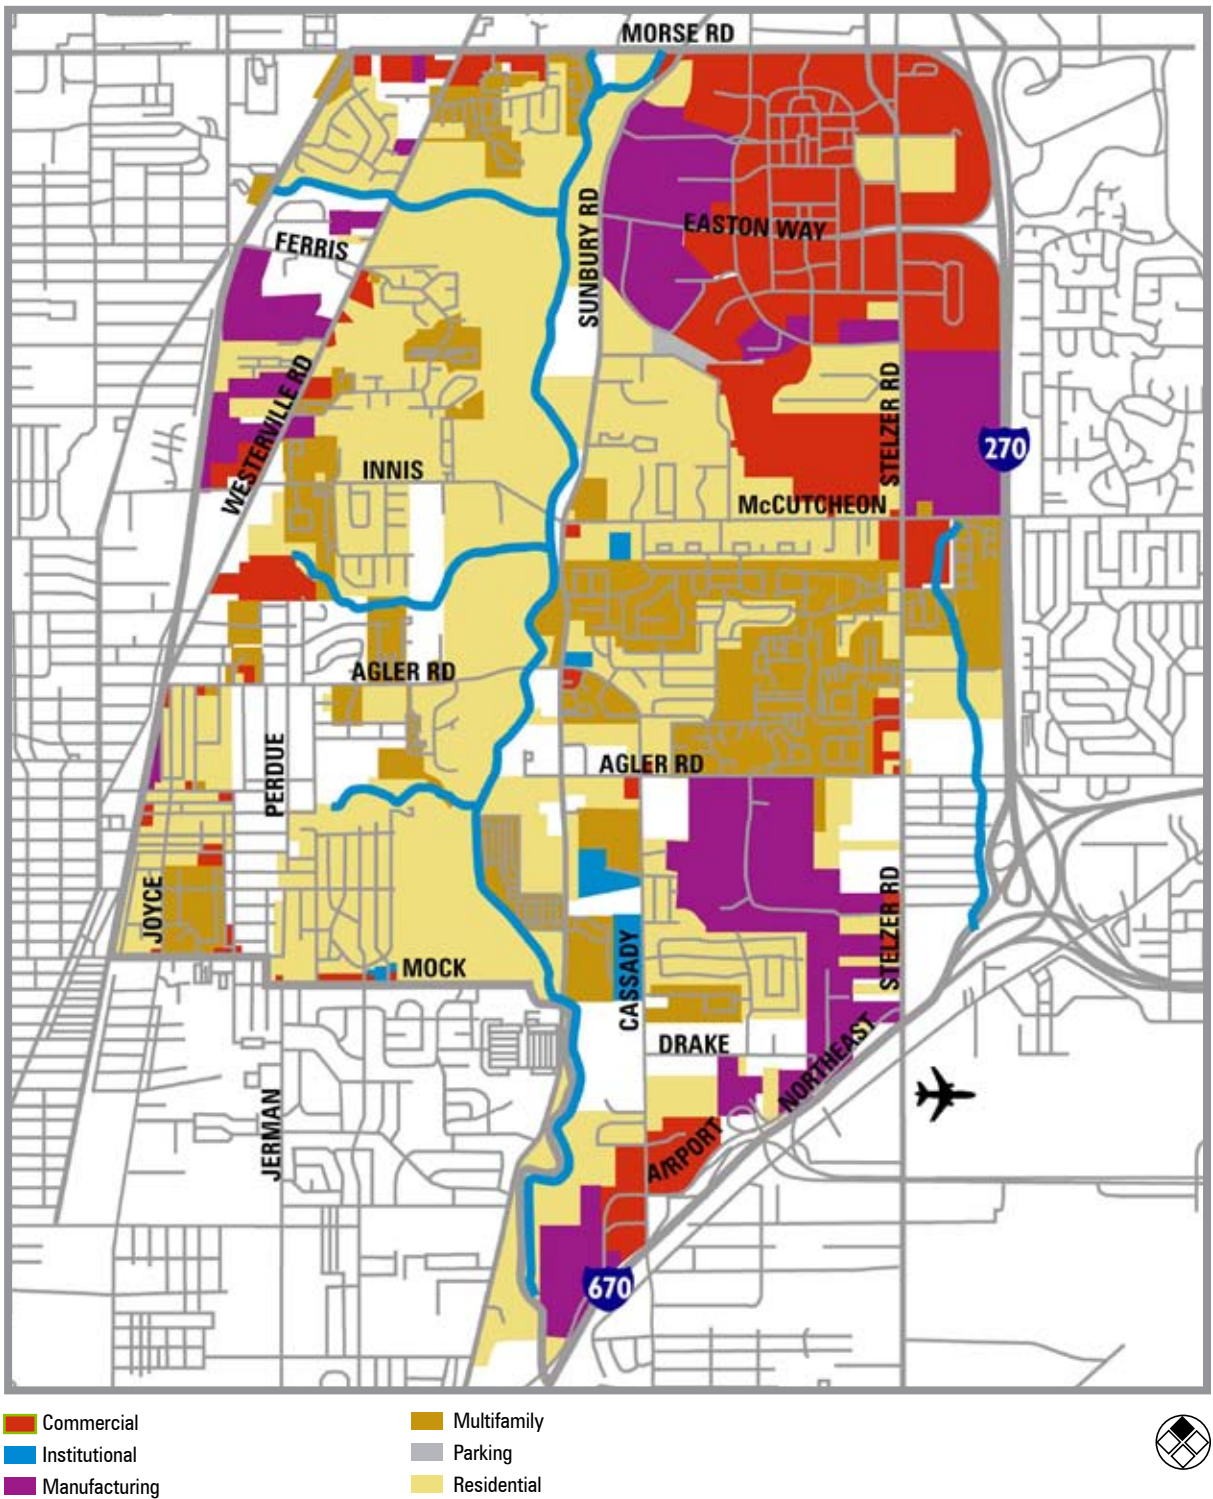 MORSE RD
SUNBURY RD
EASTON WAY
FERRIS
WESTERVILLE RD
STELZER RD
270
INNIS
McCUTCHEON
AGLER RD
PERDUE
AGLER RD
JOYCE
STELZER RD
CASSADY
MOCK
DRAKE
NORTHEAST
JERMAN
AIRPORT
670
Commercial
Institutional
Manufacturing
Multifamily
Parking
Residential